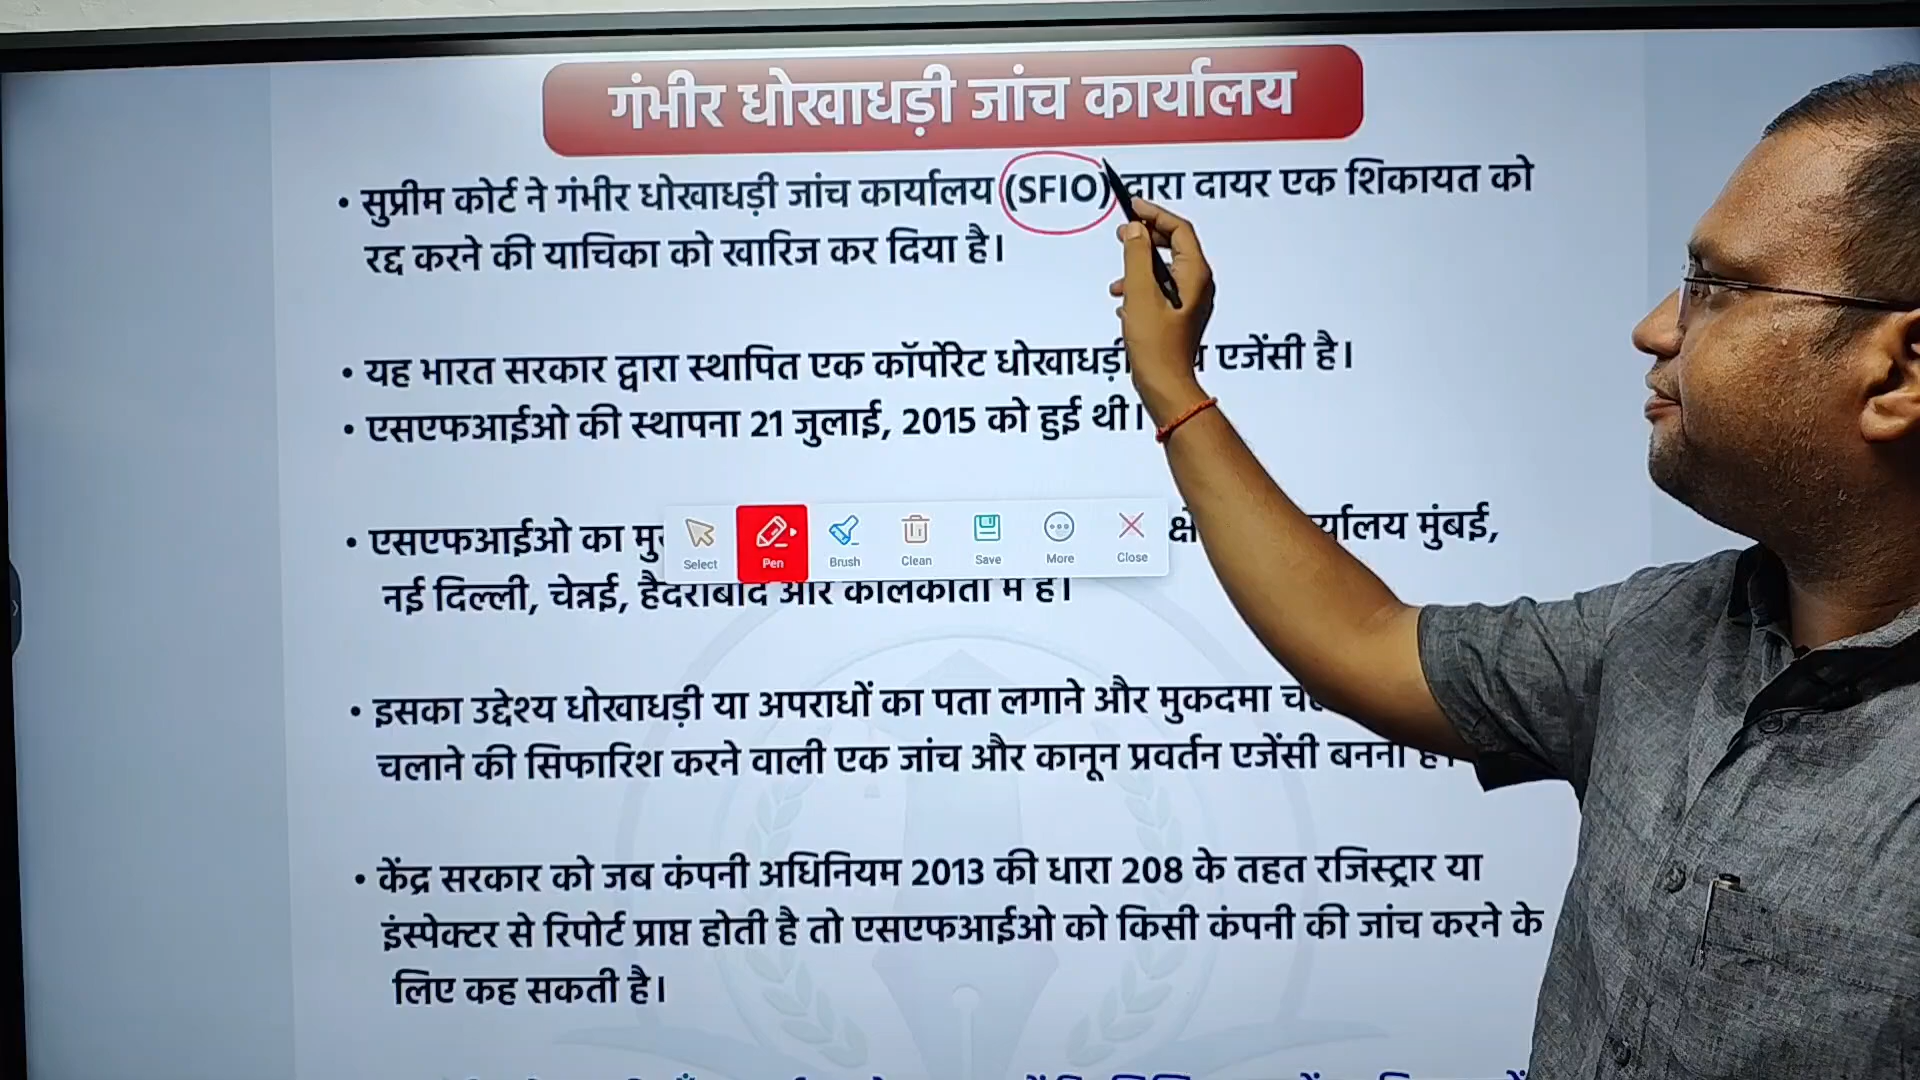 गंभीर धोखाधड़ी जांच कार्यालय
• सुप्रीम कोर्ट ने गंभीर धोखाधड़ी जांच कार्यालय (SFIO) द्वारा दायर एक शिकायत को
रद्द करने की याचिका को खारिज कर दिया है।
• यह भारत सरकार द्वारा स्थापित एक कॉर्पोरेट धोखाधड़ी एजेंसी है।
• एसएफआईओ की स्थापना 21 जुलाई, 2015 को हुई थी।
• एसएफआईओ का मुंबई,
नई दिल्ली, चेन्नई, हैदराबाद और कोलकाता में हैं।
Select Pen Brush Clean Save More Close
• इसका उद्देश्य धोखाधड़ी या अपराधों का पता लगाने और मुकदमा
चलाने की सिफारिश करने वाली एक जांच और कानून प्रवर्तन एजेंसी बनना है।
• केंद्र सरकार को जब कंपनी अधिनियम 2013 की धारा 208 के तहत रजिस्ट्रार या
इंस्पेक्टर से रिपोर्ट प्राप्त होती है तो एसएफआईओ को किसी कंपनी की जांच करने के
लिए कह सकती है।